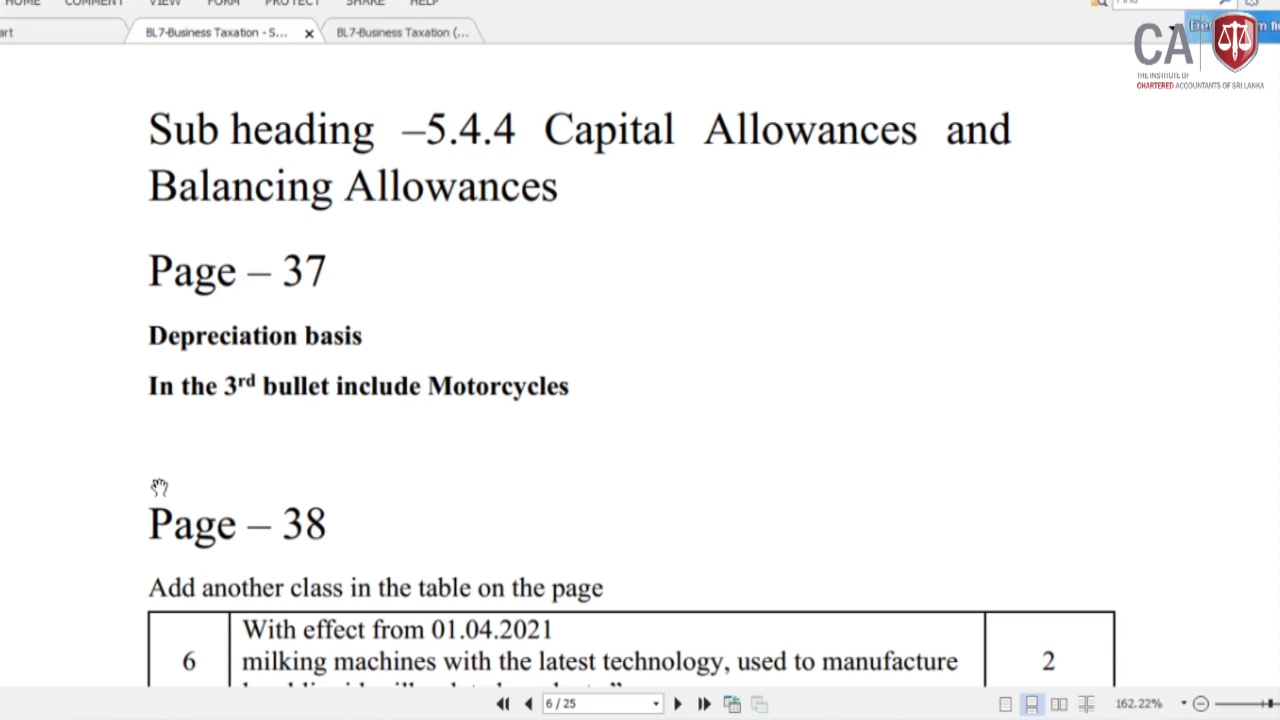 HOME COMMENT VIEW FORM PROTECT SHARE HELP
art BL7-Business Taxation - S... x BL7-Business Taxation (...
CA
THE INSTITUTE OF
CHARTERED ACCOUNTANTS OF SRI LANKA
Sub heading –5.4.4 Capital Allowances and
Balancing Allowances
Page – 37
Depreciation basis
In the 3rd bullet include Motorcycles
Page – 38
Add another class in the table on the page
With effect from 01.04.2021
6 milking machines with the latest technology, used to manufacture 2
6 / 25 162.22%